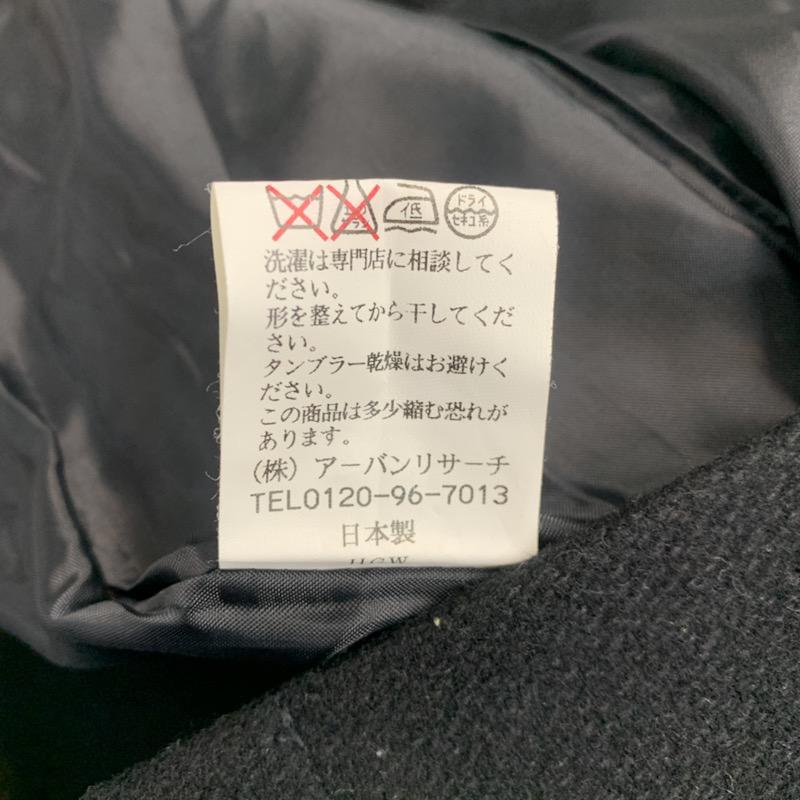 低
ドライ
セキユ系
洗濯は専門店に相談してく
ださい。
形を整えてから干してくだ
さい。
タンブラー乾燥はお避けく
ださい。
この商品は多少縮む恐れが
あります。
(株) アーバンリサーチ
TEL0120-96-7013
日本製